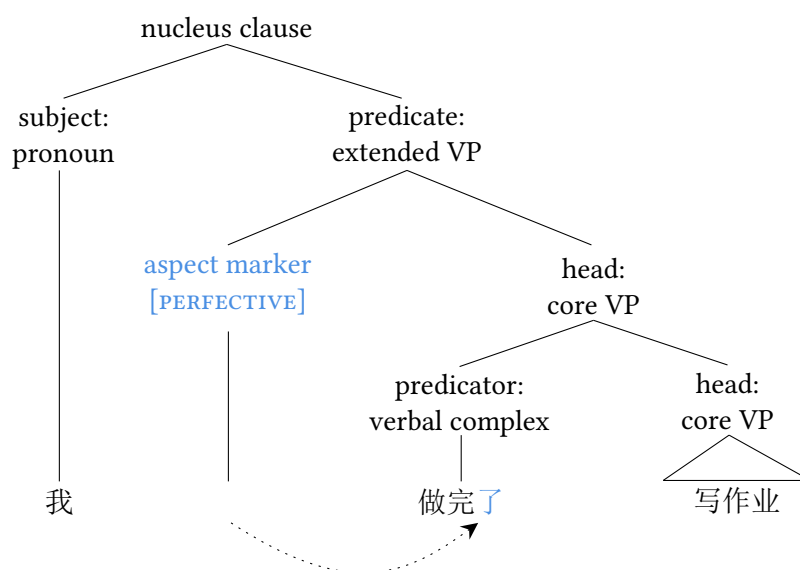 nucleus clause
subject:
pronoun
predicate:
extended VP
aspect marker
[PERFECTIVE]
head:
core VP
predicator:
verbal complex
head:
core VP
我
做完了
写作业